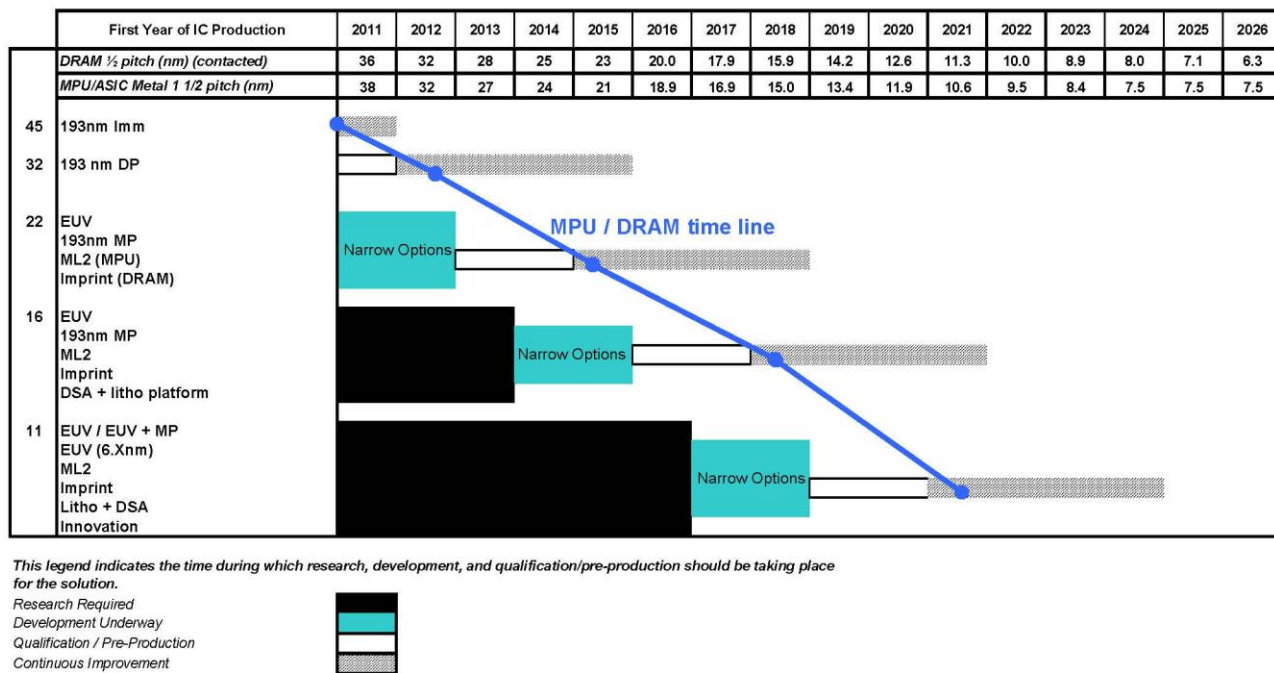 First Year of IC Production 2011 2012 2013 2014 2015 2016 2017 2018 2019 2020 2021 2022 2023 2024 2025 2026
DRAM ½ pitch (nm) (contacted) 36 32 28 25 23 20.0 17.9 15.9 14.2 12.6 11.3 10.0 8.9 8.0 7.1 6.3
MPU/ASIC Metal 1 1/2 pitch (nm) 38 32 27 24 21 18.9 16.9 15.0 13.4 11.9 10.6 9.5 8.4 7.5 7.5 7.5
45 193nm Imm
32 193 nm DP
22 EUV
193nm MP
ML2 (MPU)
Imprint (DRAM)
Narrow Options
MPU / DRAM time line
16 EUV
193nm MP
ML2
Imprint
DSA + litho platform
Narrow Options
11 EUV / EUV + MP
EUV (6.Xnm)
ML2
Imprint
Litho + DSA
Innovation
Narrow Options
This legend indicates the time during which research, development, and qualification/pre-production should be taking place
for the solution.
Research Required
Development Underway
Qualification / Pre-Production
Continuous Improvement